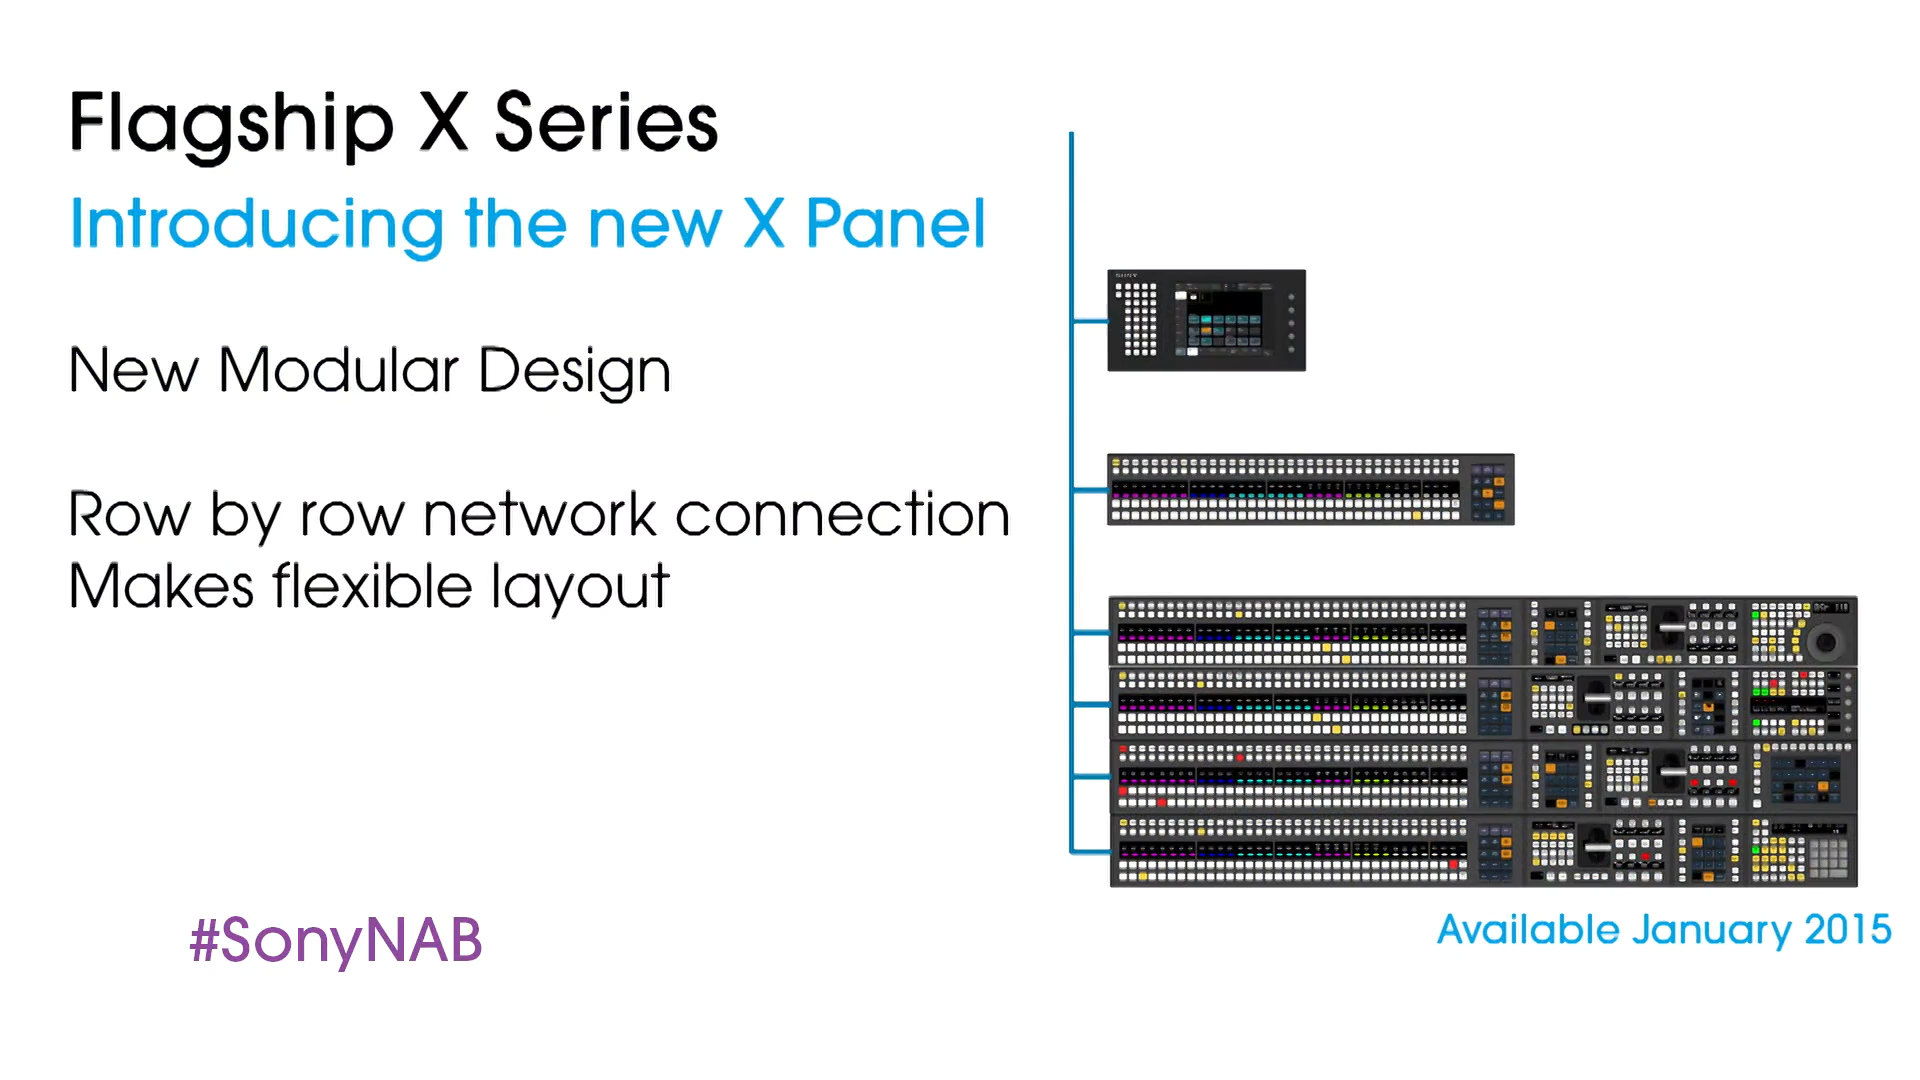 Flagship X Series
Introducing the new X Panel
New Modular Design
Row by row network connection
Makes flexible layout
SONY
#SonyNAB
Available January 2015